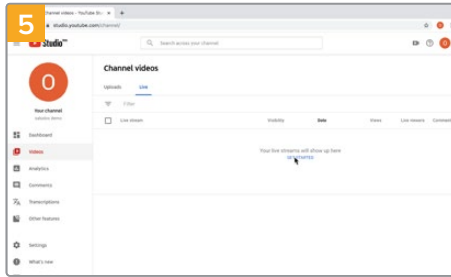 5
Channel videos - YouTube St
studio.youtube.com/channel/
Studio
Search across your channel
O
O
Channel videos
Uploads Live
Filter
Your channel
Live stream Visibility Date Views Live viewers Comment
Dashboard
Videos
Your live streams will show up here
GET STARTED
Analytics
Comments
Transcriptions
Other features
Settings
What's new